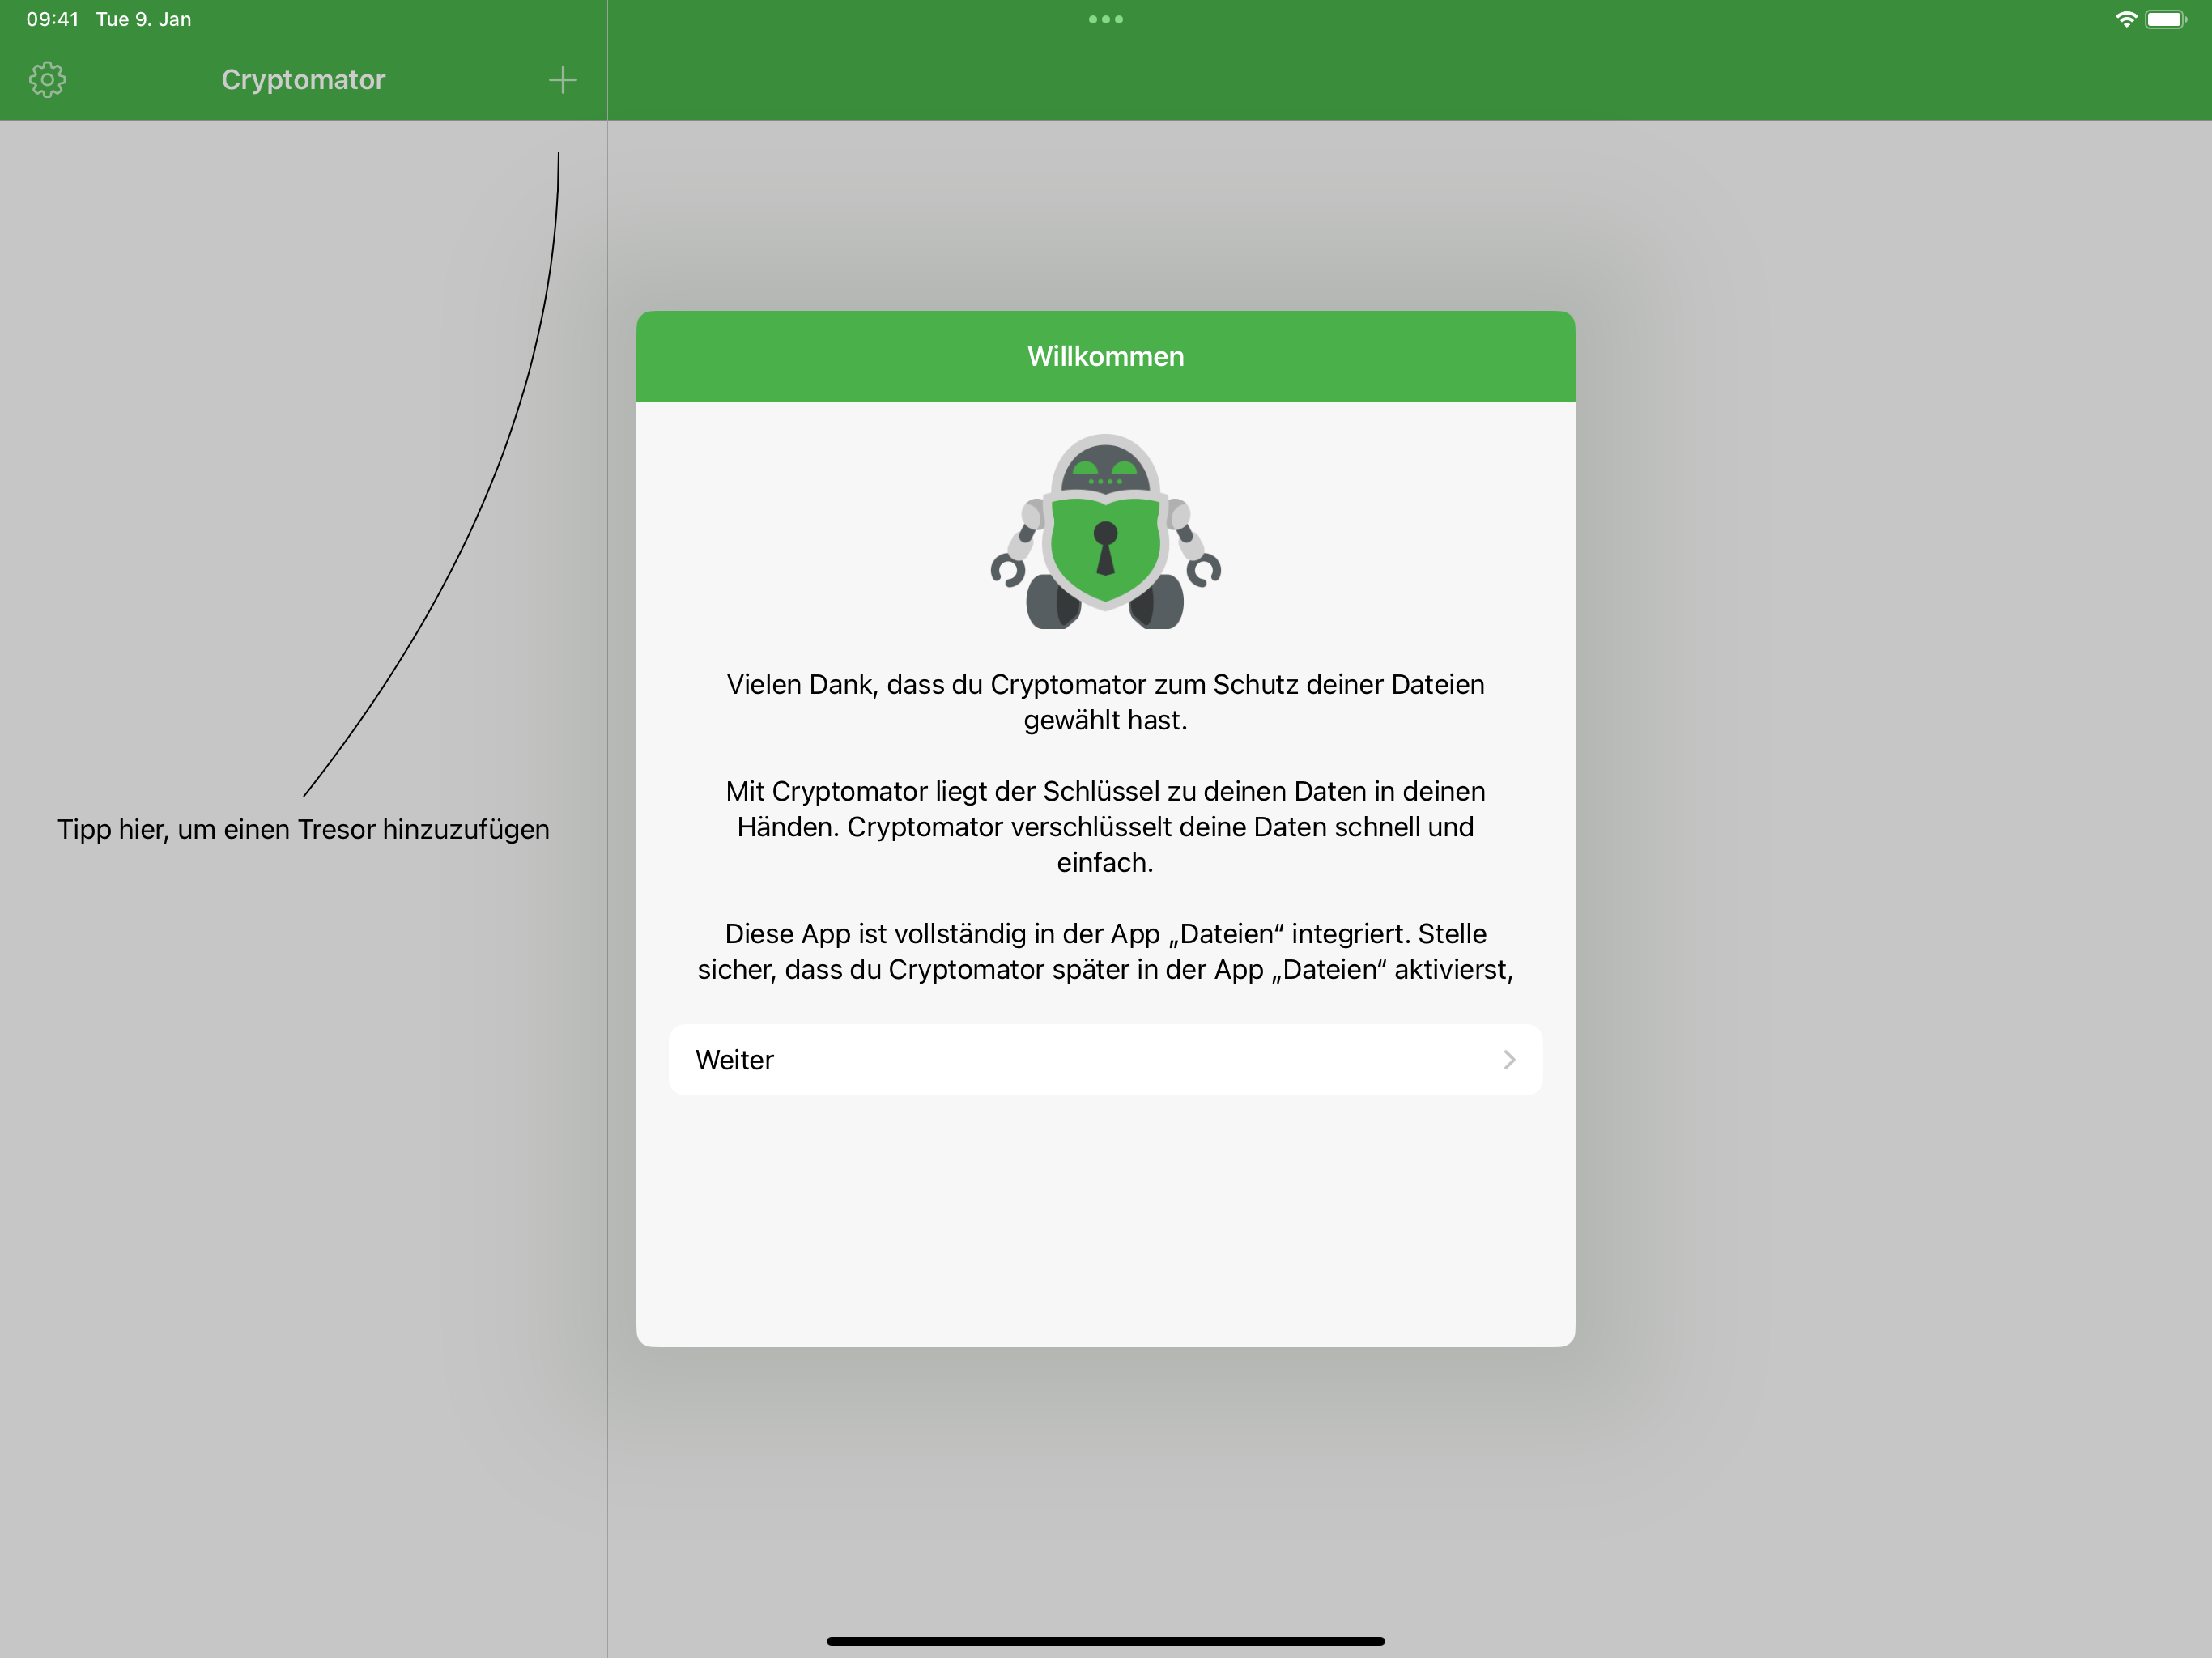 09:41 Tue 9. Jan
Cryptomator
Tipp hier, um einen Tresor hinzuzufügen
Willkommen
Vielen Dank, dass du Cryptomator zum Schutz deiner Dateien
gewählt hast.
Mit Cryptomator liegt der Schlüssel zu deinen Daten in deinen
Händen. Cryptomator verschlüsselt deine Daten schnell und
einfach.
Diese App ist vollständig in der App „Dateien“ integriert. Stelle
sicher, dass du Cryptomator später in der App „Dateien“ aktivierst,
Weiter